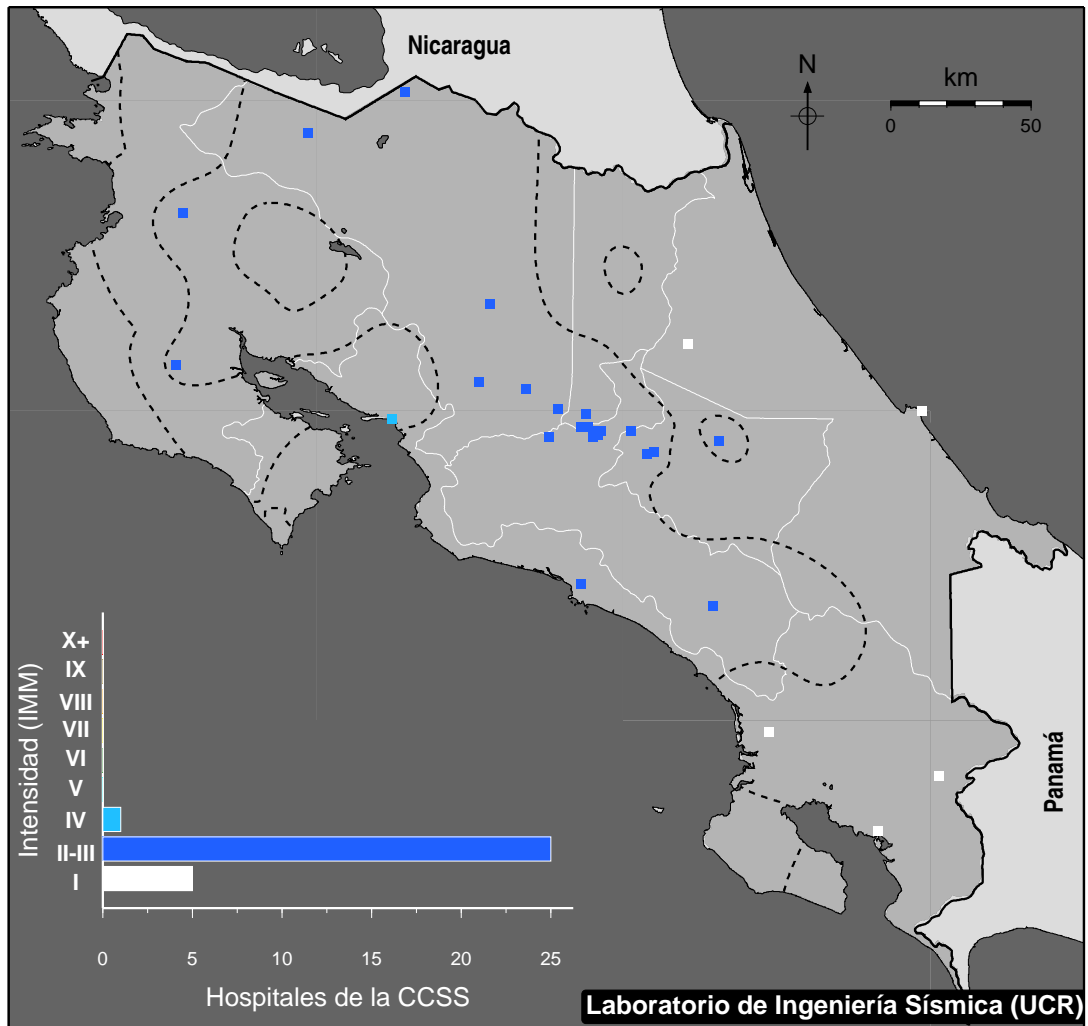 Nicaragua
N
km
0 50
Panamá
Intensidad (IMM)
X+
IX
VIII
VII
VI
V
IV
II-III
I
0 5 10 15 20 25
Hospitales de la CCSS
Laboratorio de Ingeniería Sísmica (UCR)